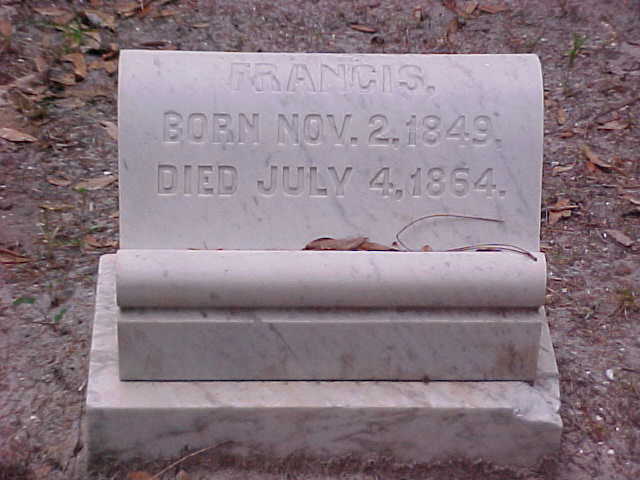 FRANCIS.
BORN NOV. 2, 1849.
DIED JULY 4, 1864.